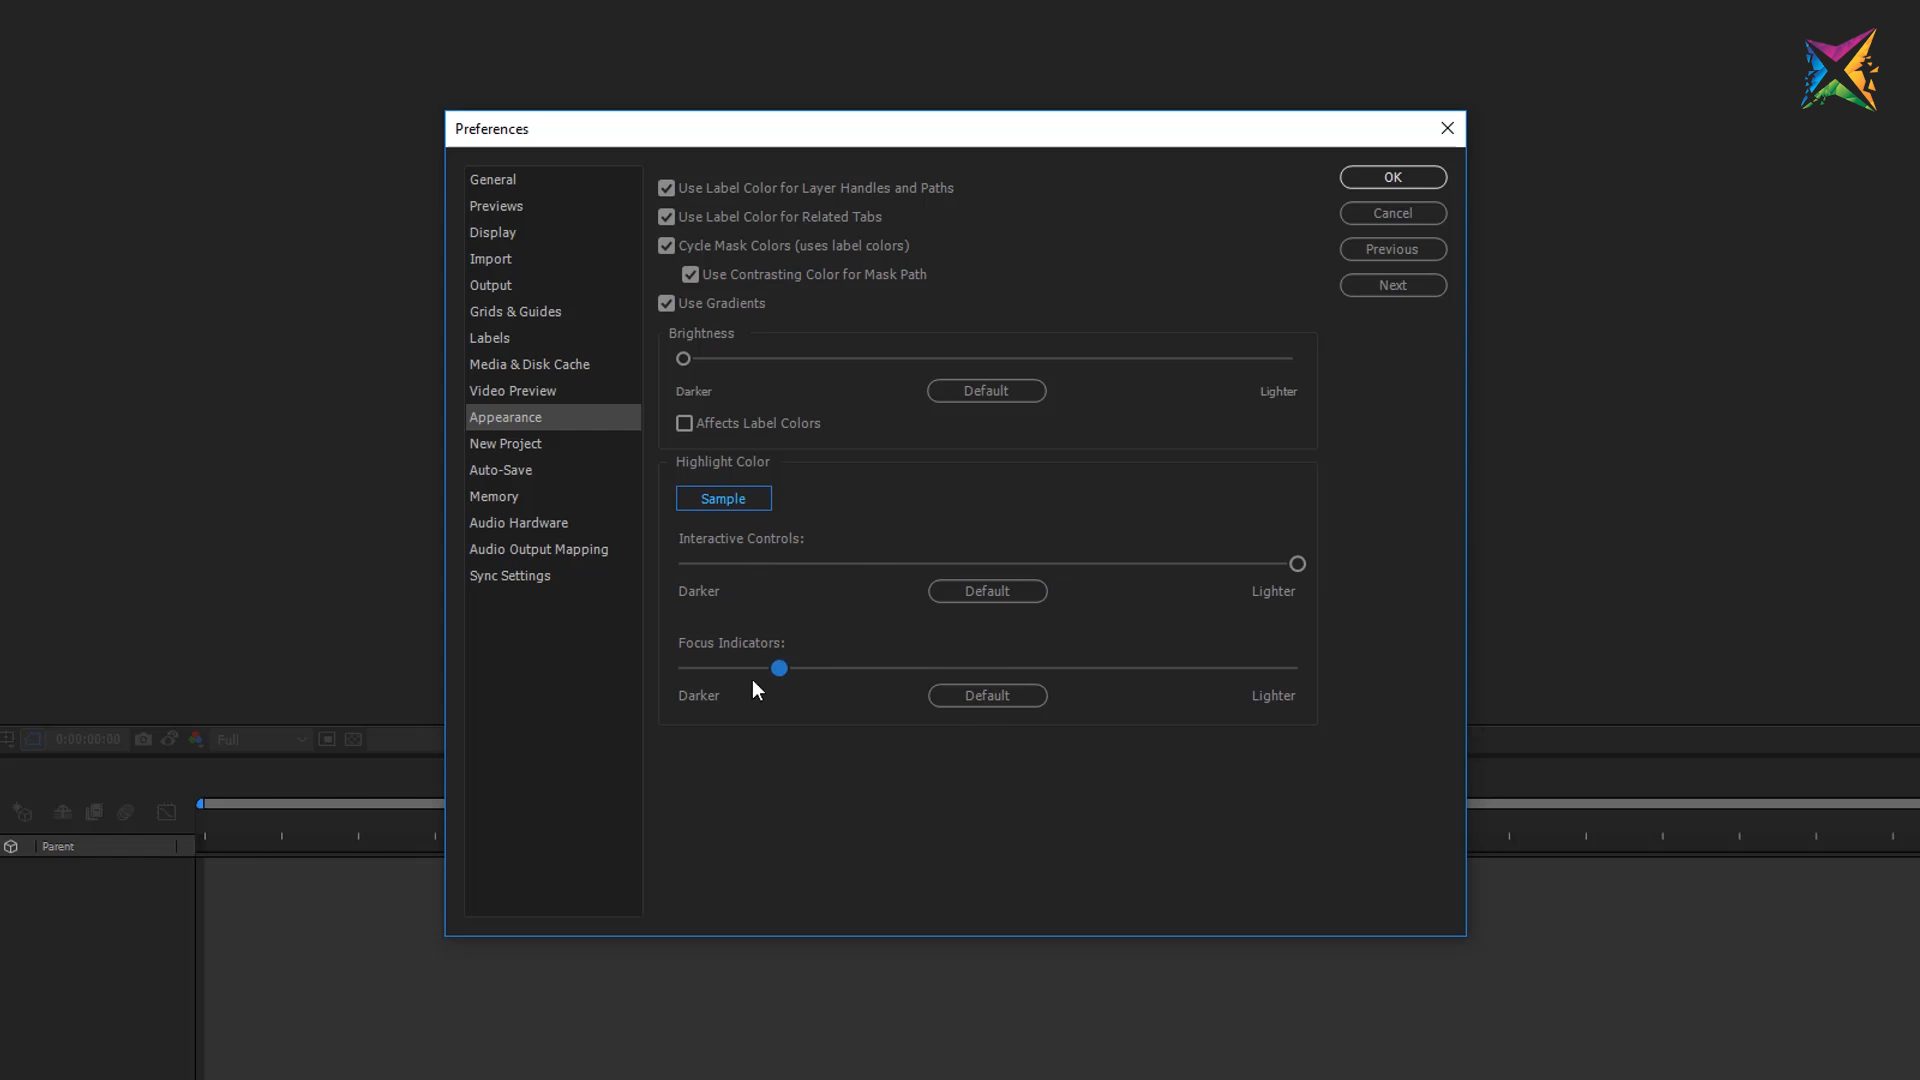 Preferences
General
Previews
Display
Import
Output
Grids & Guides
Labels
Media & Disk Cache
Video Preview
Appearance
New Project
Auto-Save
Memory
Audio Hardware
Audio Output Mapping
Sync Settings
Use Label Color for Layer Handles and Paths
Use Label Color for Related Tabs
Cycle Mask Colors (uses label colors)
Use Contrasting Color for Mask Path
Use Gradients
Brightness
Darker Default Lighter
Affects Label Colors
Highlight Color
Sample
Interactive Controls:
Darker Default Lighter
Focus Indicators:
Darker Default Lighter
OK
Cancel
Previous
Next
0:00:00:00 Full
Parent